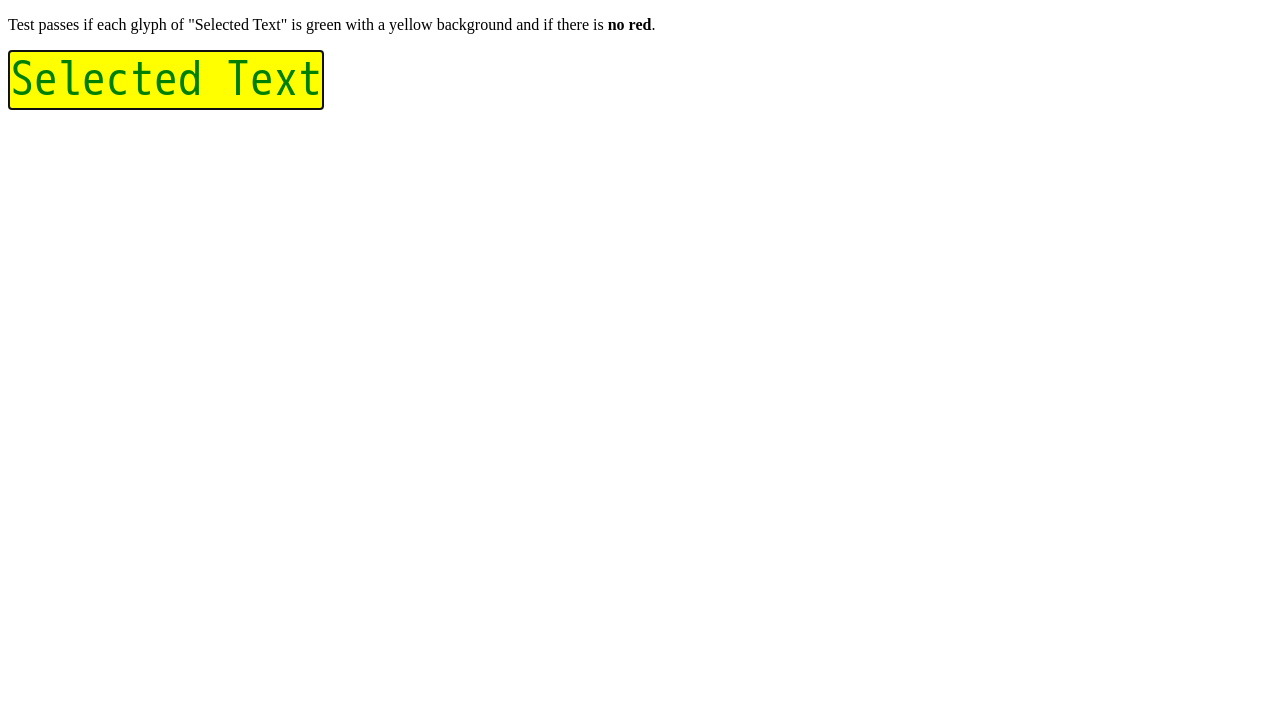 Test passes if each glyph of "Selected Text" is green with a yellow background and if there is no red.
Selected Text